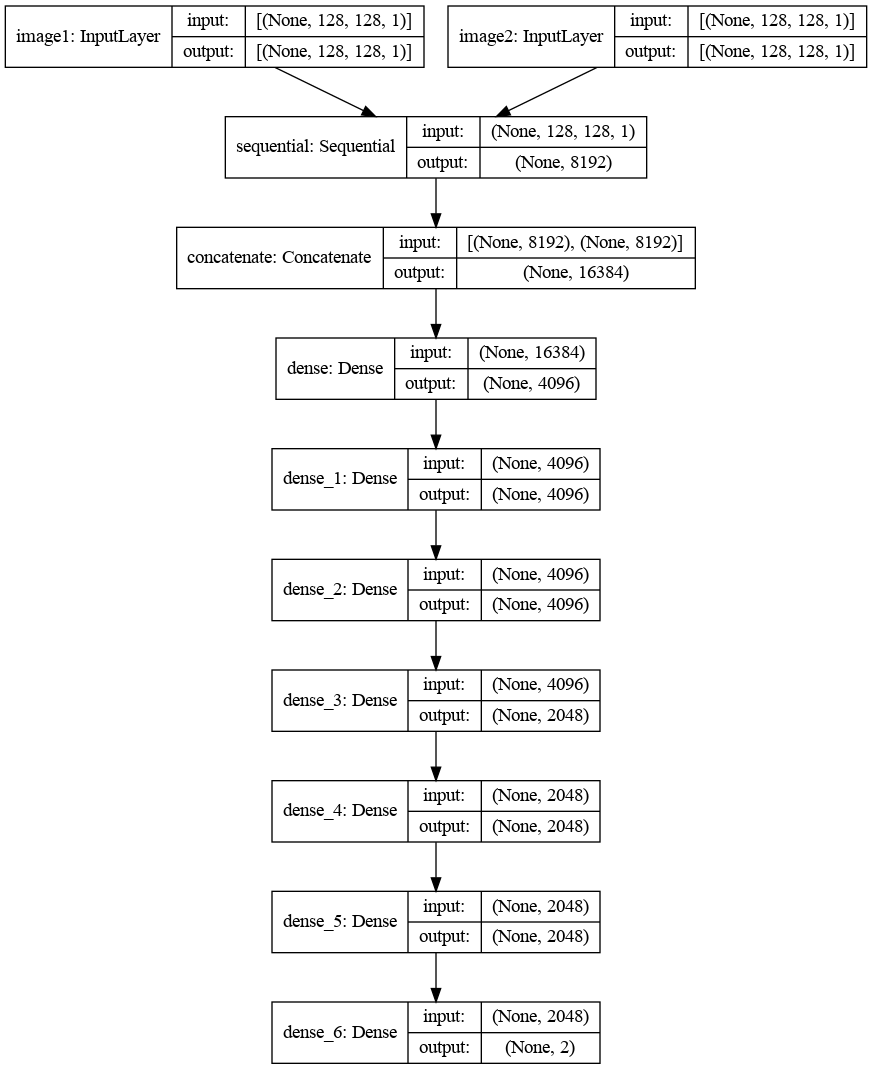 image1: InputLayer
input:
[(None, 128, 128, 1)]
output:
[(None, 128, 128, 1)]
image2: InputLayer
input:
[(None, 128, 128, 1)]
output:
[(None, 128, 128, 1)]
sequential: Sequential
input:
(None, 128, 128, 1)
output:
(None, 8192)
concatenate: Concatenate
input:
[(None, 8192), (None, 8192)]
output:
(None, 16384)
dense: Dense
input:
(None, 16384)
output:
(None, 4096)
dense_1: Dense
input:
(None, 4096)
output:
(None, 4096)
dense_2: Dense
input:
(None, 4096)
output:
(None, 4096)
dense_3: Dense
input:
(None, 4096)
output:
(None, 2048)
dense_4: Dense
input:
(None, 2048)
output:
(None, 2048)
dense_5: Dense
input:
(None, 2048)
output:
(None, 2048)
dense_6: Dense
input:
(None, 2048)
output:
(None, 2)